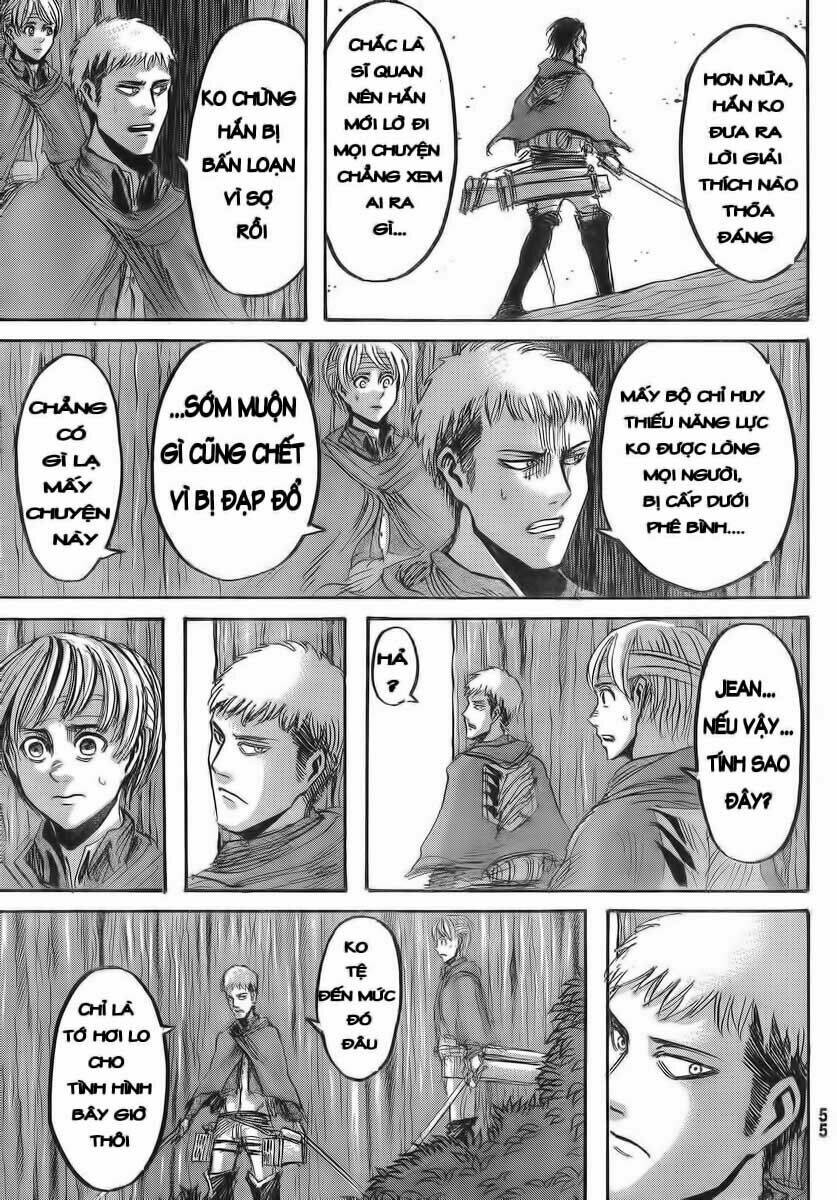 HƠN NỮA,
HẮN KO
ĐƯA RA
LỜI GIẢI
THÍCH NÀO
THỎA
ĐÁNG
CHẮC LÀ
SĨ QUAN
NÊN HẮN
MỚI LỜ ĐI
MỌI CHUYỆN
CHẲNG XEM
AI RA
GÌ...
KO CHỪNG
HẮN BỊ
BẤN LOẠN
VÌ SỢ
RỒI
MẤY BỘ CHỈ HUY
THIẾU NĂNG LỰC
KO ĐƯỢC LÒNG
MỌI NGƯỜI,
BỊ CẤP DƯỚI
PHÊ BÌNH....
...SỚM MUỘN
GÌ CŨNG CHẾT
VÌ BỊ ĐẠP ĐỔ
CHẲNG
CÓ
GÌ LẠ
MẤY
CHUYỆN
NÀY
JEAN...
NẾU VẬY...
TÍNH SAO
ĐÂY?
HẢ
?
KO
TỆ
ĐẾN MỨC
ĐÓ
ĐÂU
CHỈ LÀ
TỚ HƠI LO
CHO
TÌNH HÌNH
BÂY GIỜ
THÔI
55